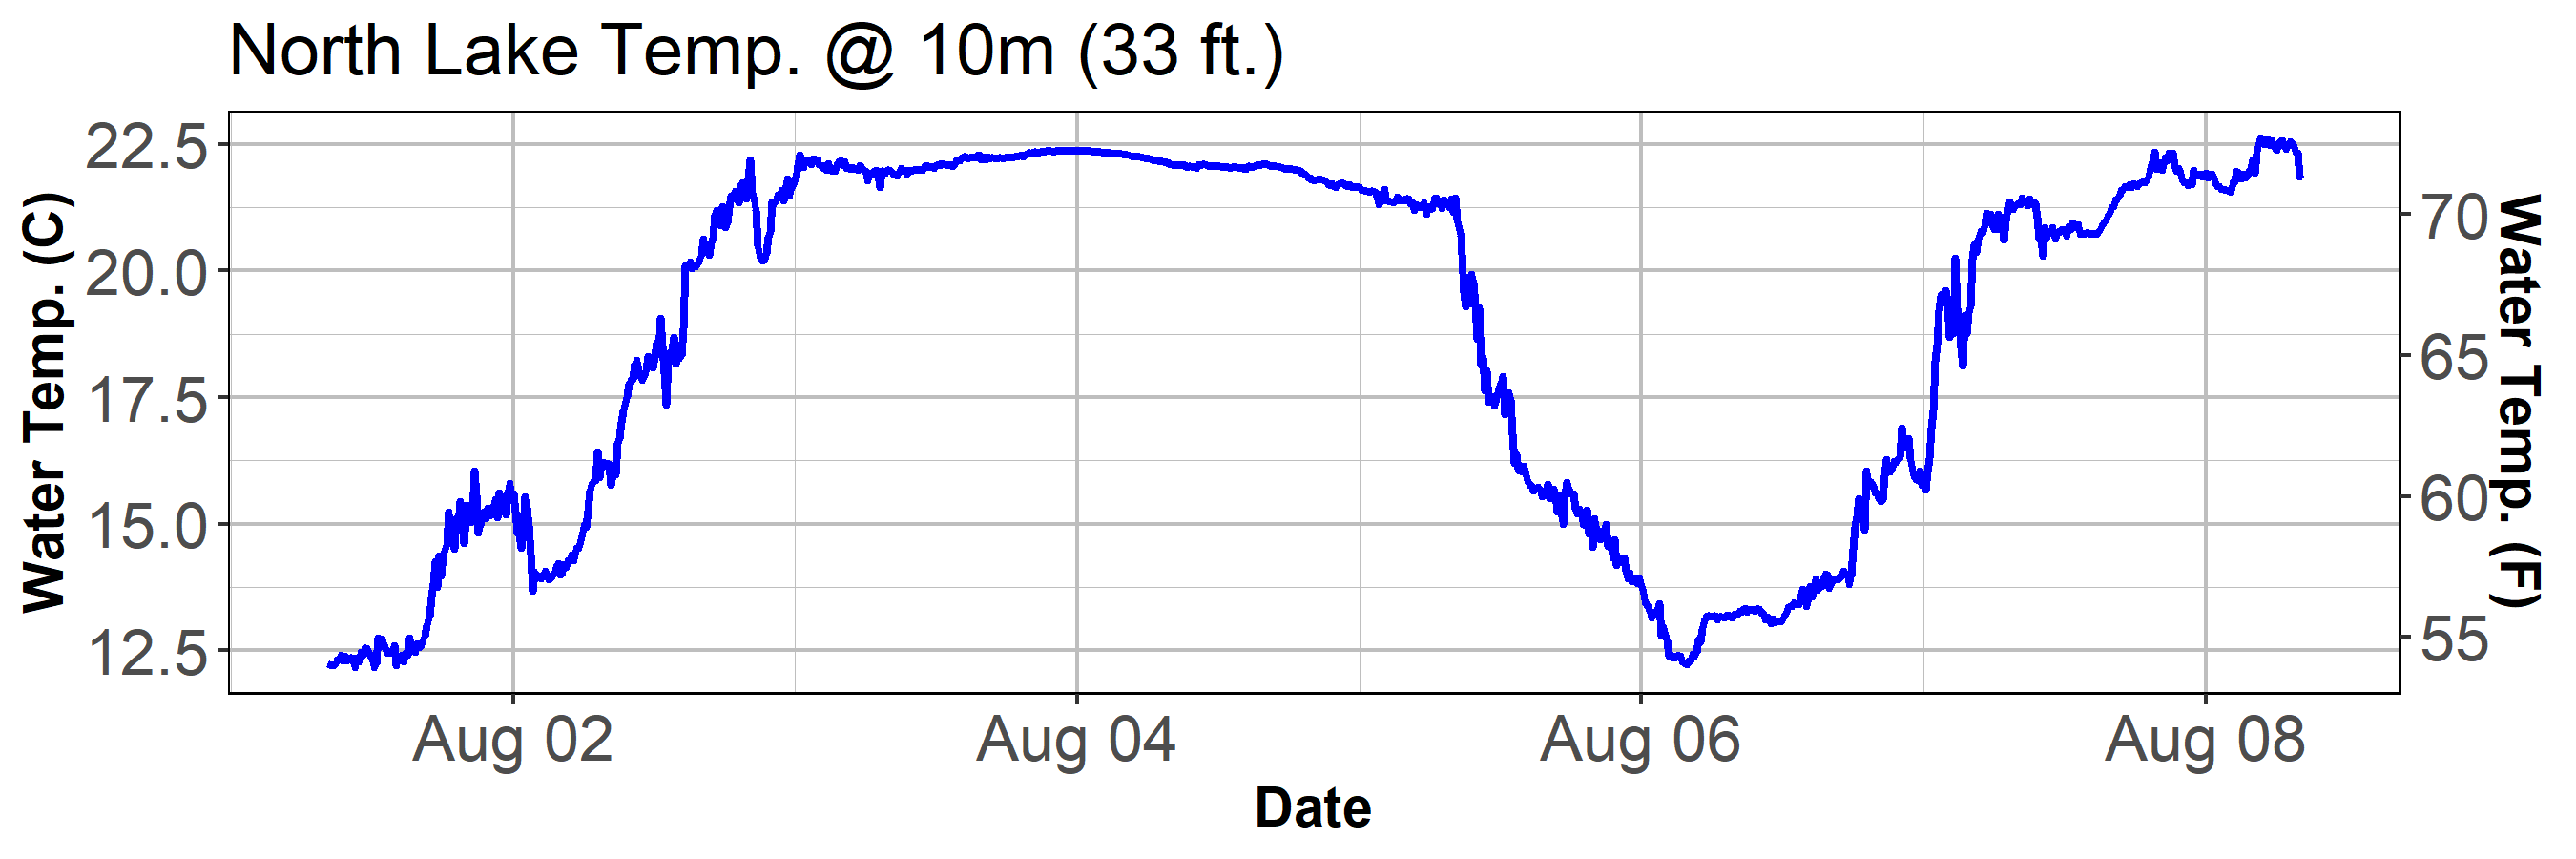 North Lake Temp. @ 10m (33 ft.)
Water Temp. (C)
22.5
20.0
17.5
15.0
12.5
70
65
60
55
Water Temp. (F)
Aug 02 Aug 04 Aug 06 Aug 08
Date